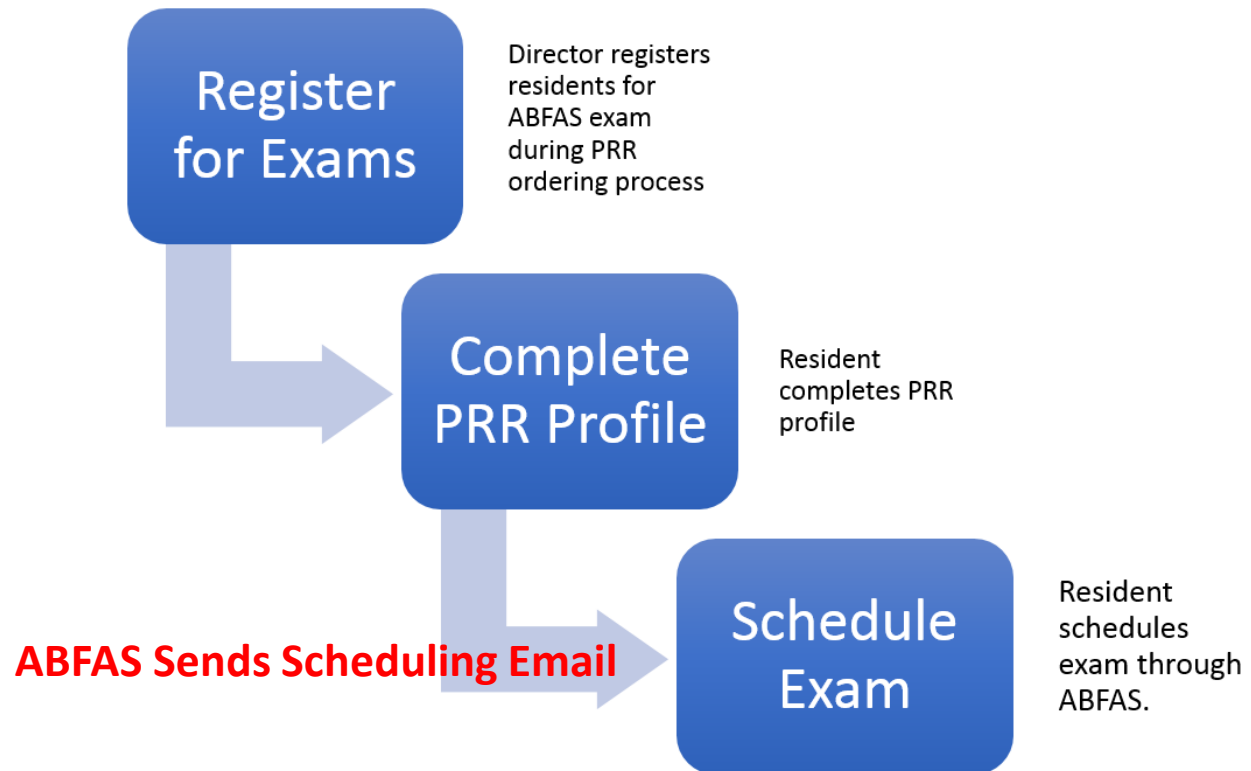 Register
for Exams
Director registers
residents for
ABFAS exam
during PRR
ordering process
Complete
PRR Profile
Resident
completes PRR
profile
ABFAS Sends Scheduling Email
Schedule
Exam
Resident
schedules
exam through
ABFAS.